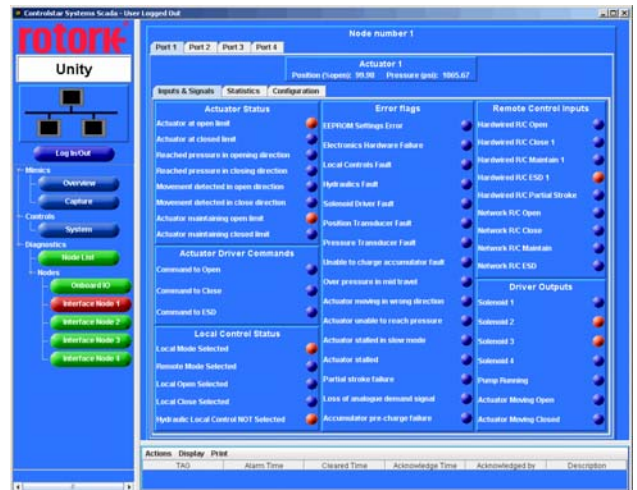 Controlstar Systems Scada - User Logged Out
rotork
Unity
Log In/Out
Mimics
Overview
Capture
Controls
System
Diagnostics
Node List
Nodes
Onboard IO
Interface Node 1
Interface Node 2
Interface Node 3
Interface Node 4
Node number 1
Port 1 Port 2 Port 3 Port 4
Actuator 1
Position (%open): 99.98 Pressure (psi): 1065.67
Inputs & Signals Statistics Configuration
Actuator Status
Actuator at open limit
Actuator at closed limit
Reached pressure in opening direction
Reached pressure in closing direction
Movement detected in open direction
Movement detected in close direction
Actuator maintaining open limit
Actuator maintaining closed limit
Actuator Driver Commands
Command to Open
Command to Close
Command to ESD
Local Control Status
Local Mode Selected
Remote Mode Selected
Local Open Selected
Local Close Selected
Hydraulic Local Control NOT Selected
Error flags
EEPROM Settings Error
Electronics Hardware Failure
Local Controls Fault
Hydraulics Fault
Solenoid Driver Fault
Position Transducer Fault
Pressure Transducer Fault
Unable to charge accumulator fault
Over pressure in mid travel
Actuator moving in wrong direction
Actuator unable to reach pressure
Actuator stalled in slow mode
Actuator stalled
Partial stroke failure
Loss of analogue demand signal
Accumulator pre-charge failure
Remote Control Inputs
Hardwired R/C Open
Hardwired R/C Close 1
Hardwired R/C Maintain 1
Hardwired R/C ESD 1
Hardwired R/C Partial Stroke
Network R/C Open
Network R/C Close
Network R/C Maintain
Network R/C ESD
Driver Outputs
Solenoid 1
Solenoid 2
Solenoid 3
Solenoid 4
Pump Running
Actuator Moving Open
Actuator Moving Closed
Actions Display Print
TAG Alarm Time Cleared Time Acknowledge Time Acknowledged by Description